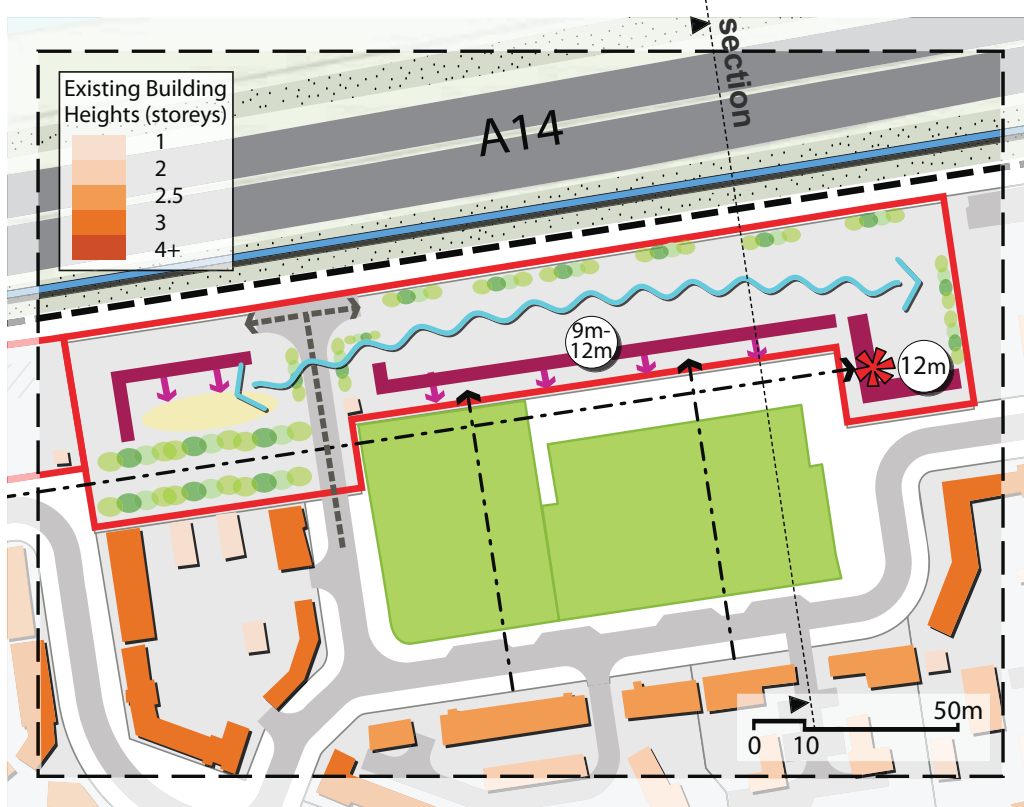 section
A14
Existing Building
Heights (storeys)
1
2
2.5
3
4+
9m-
12m
12m
50m
0 10